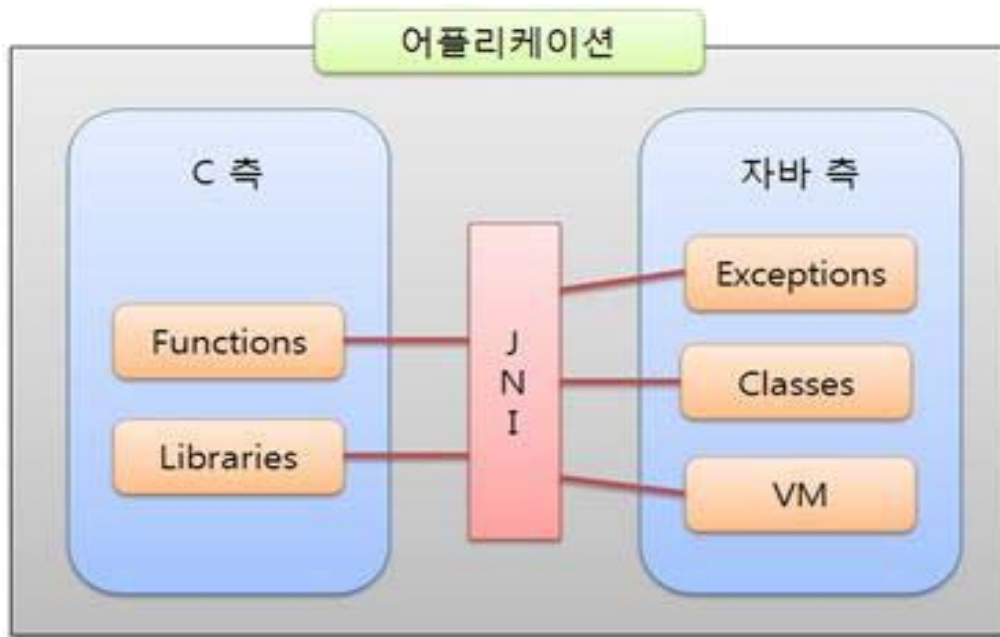 어플리케이션
C 측
Functions
Libraries
J
N
I
자바 측
Exceptions
Classes
VM